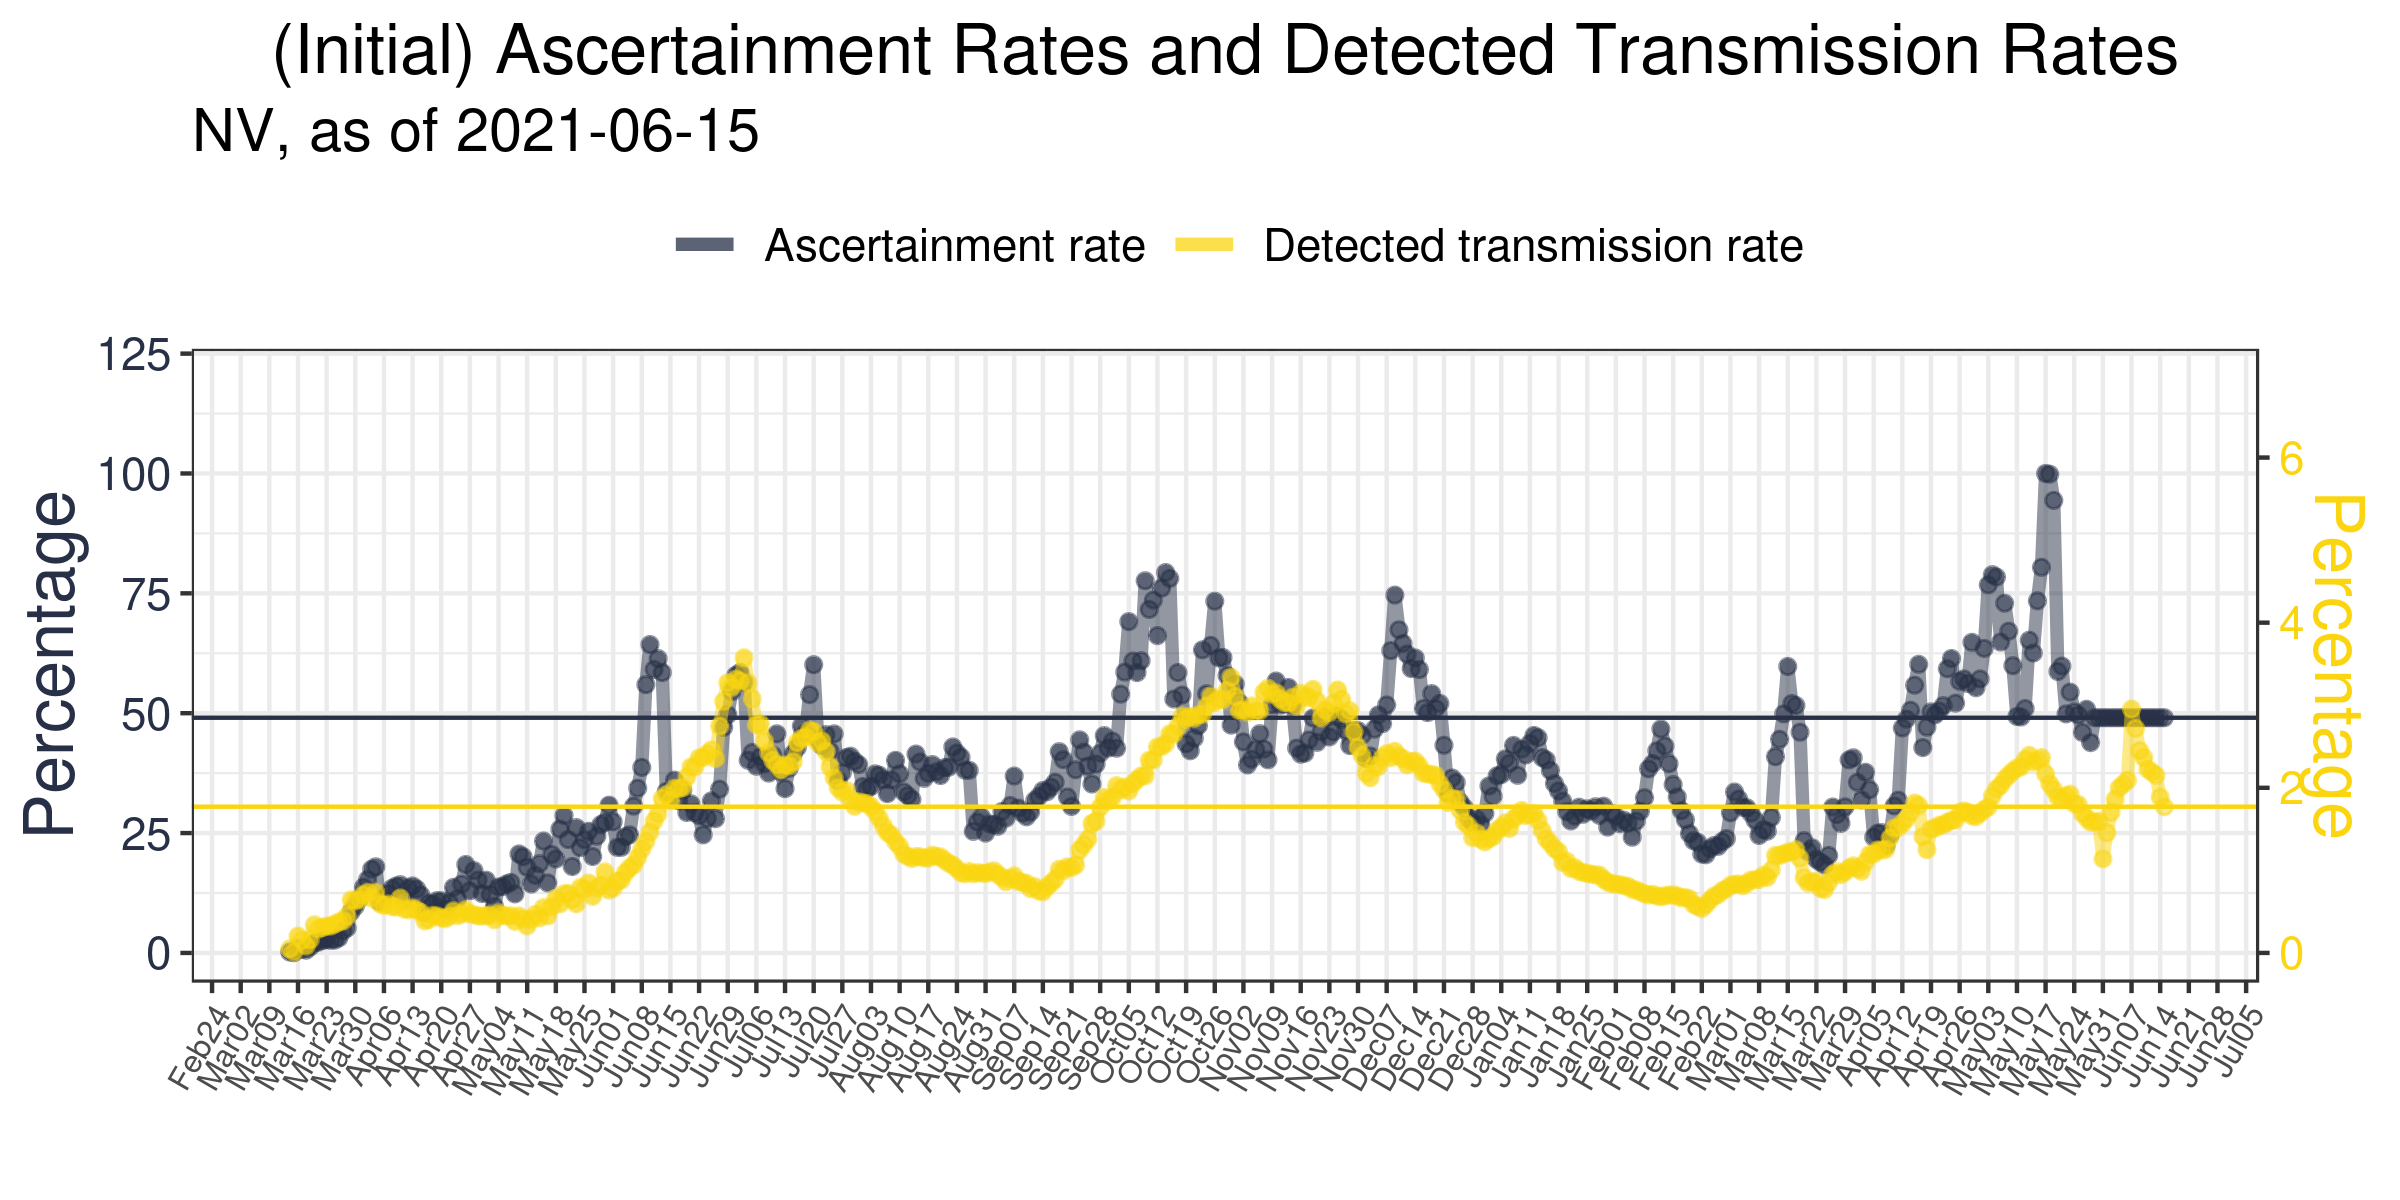 (Initial) Ascertainment Rates and Detected Transmission Rates
NV, as of 2021-06-15
Ascertainment rate
Detected transmission rate
Percentage
125
100
75
50
25
0
6
4
2
0
Percentage
Feb24
Mar02
Mar09
Mar16
Mar23
Mar30
Apr06
Apr13
Apr20
Apr27
May04
May11
May18
May25
Jun01
Jun08
Jun15
Jun22
Jun29
Jul06
Jul13
Jul20
Jul27
Aug03
Aug10
Aug17
Aug24
Aug31
Sep07
Sep14
Sep21
Sep28
Oct05
Oct12
Oct19
Oct26
Nov02
Nov09
Nov16
Nov23
Nov30
Dec07
Dec14
Dec21
Dec28
Jan04
Jan11
Jan18
Jan25
Feb01
Feb08
Feb15
Feb22
Mar01
Mar08
Mar15
Mar22
Mar29
Apr05
Apr12
Apr19
Apr26
May03
May10
May17
May24
May31
Jun07
Jun14
Jun21
Jun28
Jul05